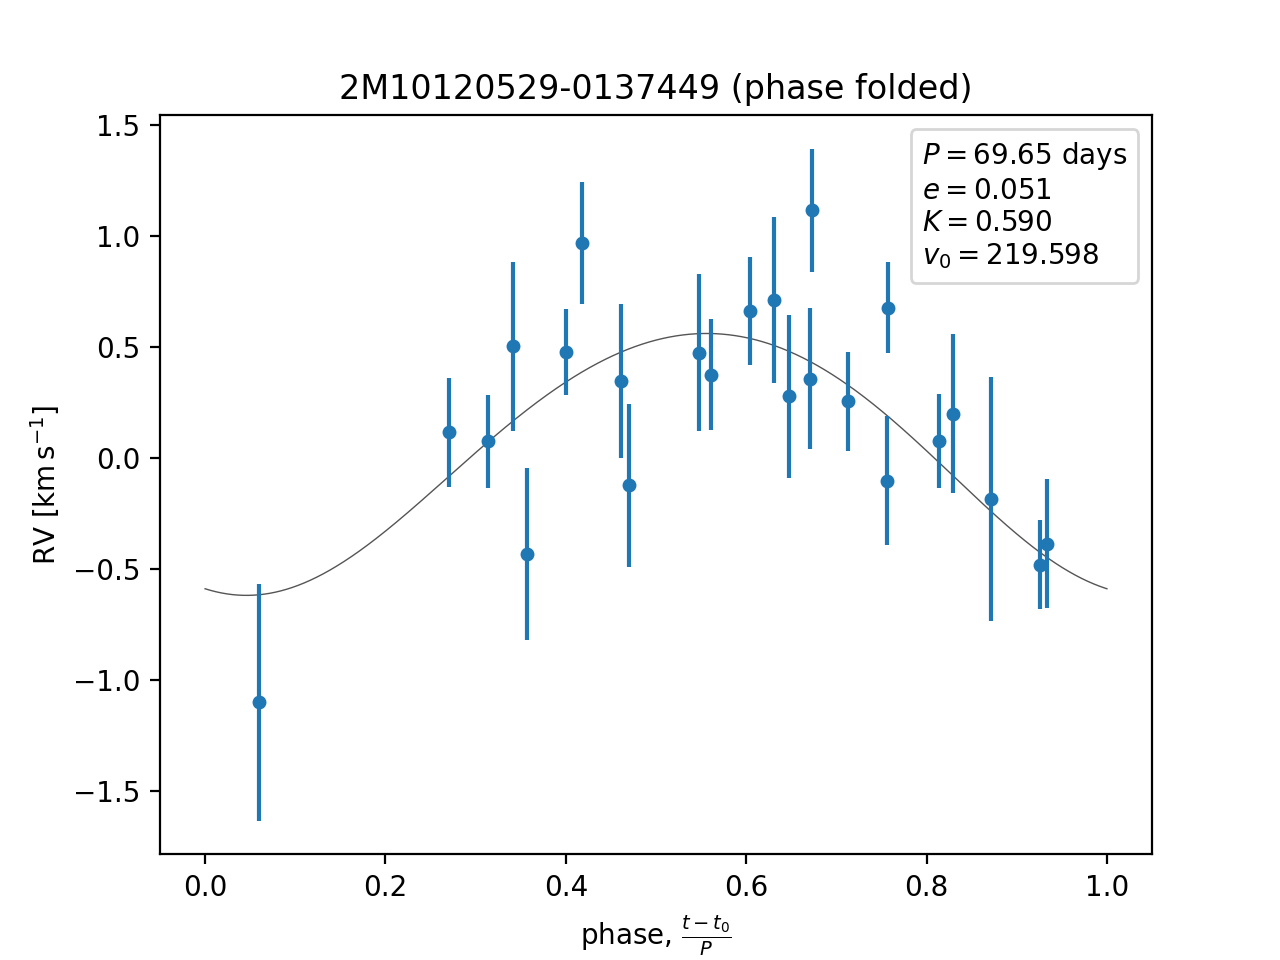 2M10120529-0137449 (phase folded)
P = 69.65 days
e = 0.051
K = 0.590
v₀ = 219.598
RV [km s⁻¹]
1.5
1.0
0.5
0.0
−0.5
−1.0
−1.5
0.0 0.2 0.4 0.6 0.8 1.0
phase, (t − t₀)/P